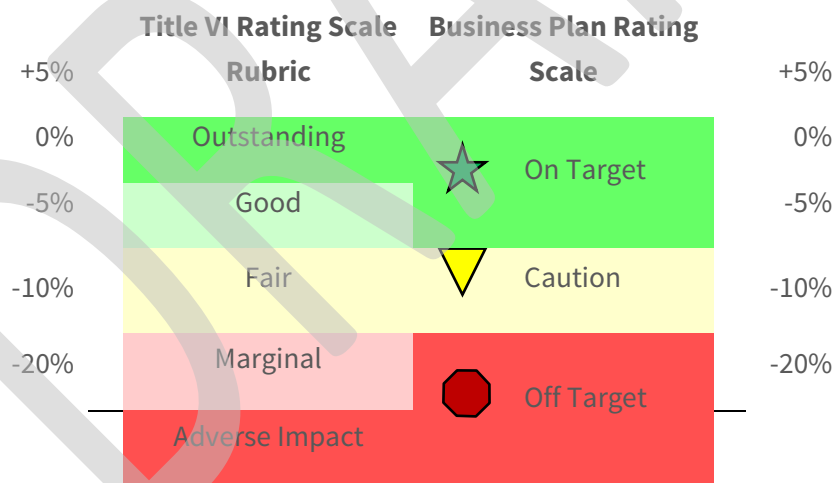 Title VI Rating Scale Rubric
Business Plan Rating Scale
+5% +5%
0% Outstanding 0%
On Target
-5% Good -5%
-10% Fair Caution -10%
-20% Marginal -20%
Off Target
Adverse Impact
DRA